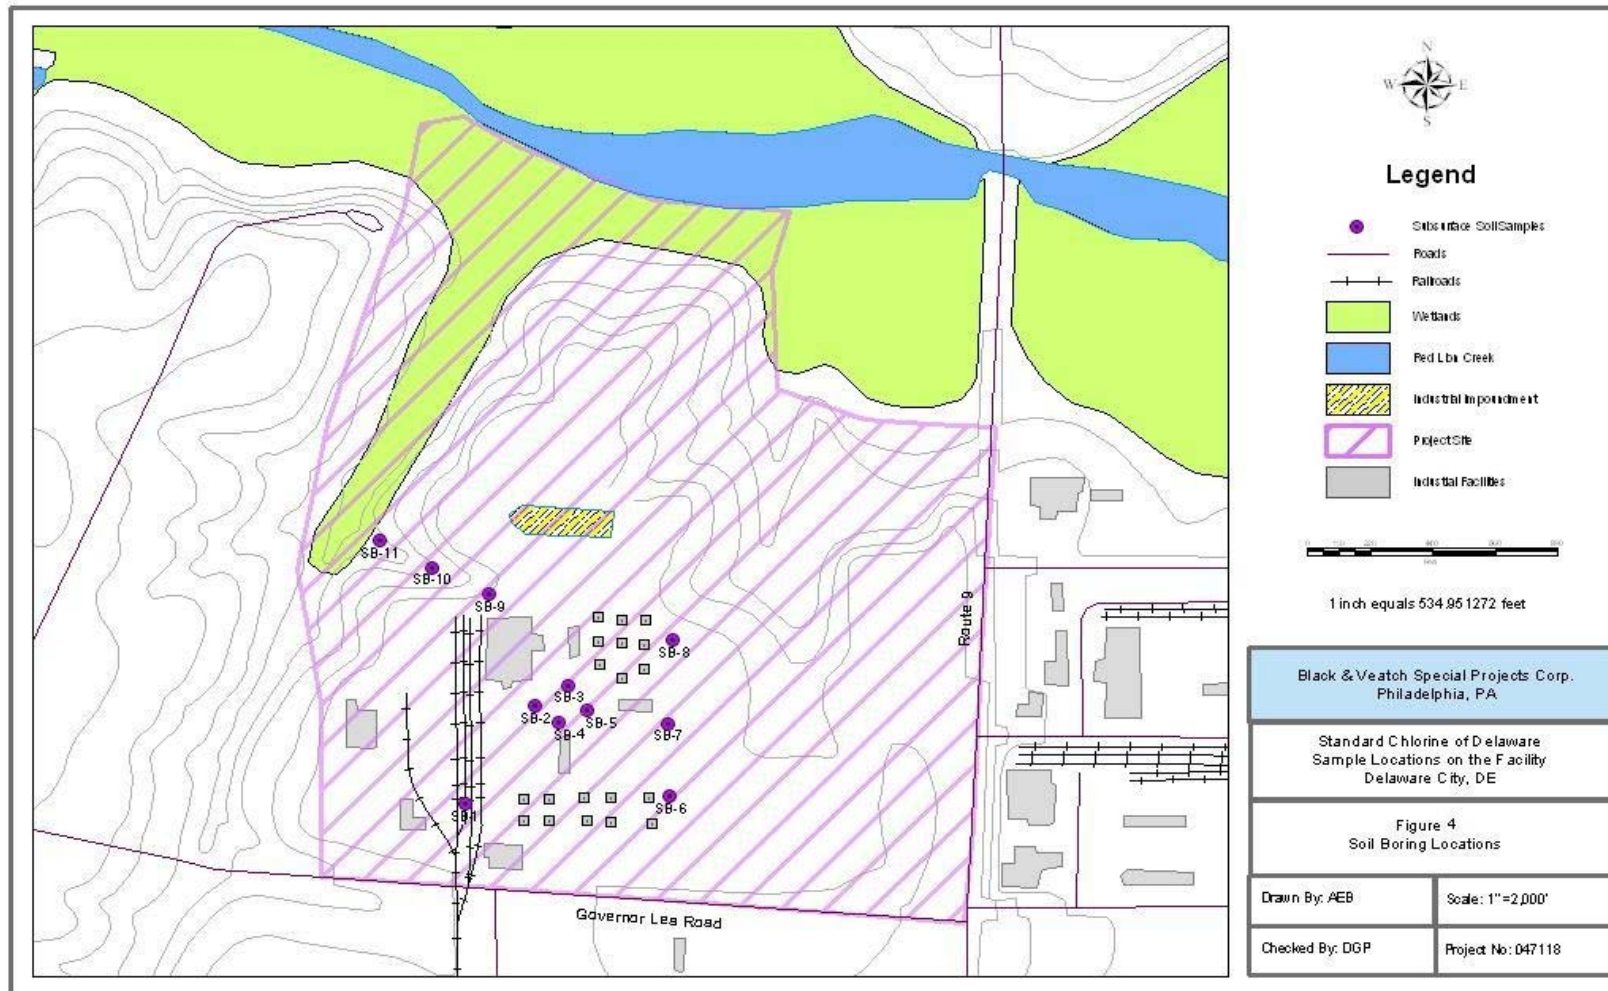 N
W E
S
Legend
Subsurface Soil Samples
Roads
Railroads
Wetlands
Red Lion Creek
Industrial Impoundment
Project Site
Industrial Facilities
1 inch equals 534.951272 feet
Black & Veatch Special Projects Corp.
Philadelphia, PA
Standard Chlorine of Delaware
Sample Locations on the Facility
Delaware City, DE
Figure 4
Soil Boring Locations
Drawn By: AEB
Scale: 1"=2,000'
Checked By: DGP
Project No: 047118
SB-11
SB-10
SB-9
SB-8
SB-3
SB-2
SB-5
SB-4
SB-7
SB-6
SB-1
Route 9
Governor Lea Road